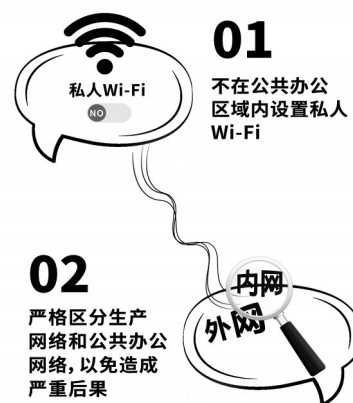 私人Wi-Fi
NO
01
不在公共办公
区域内设置私人
Wi-Fi
02
严格区分生产
网络和公共办公
网络，以免造成
严重后果
内网
外网